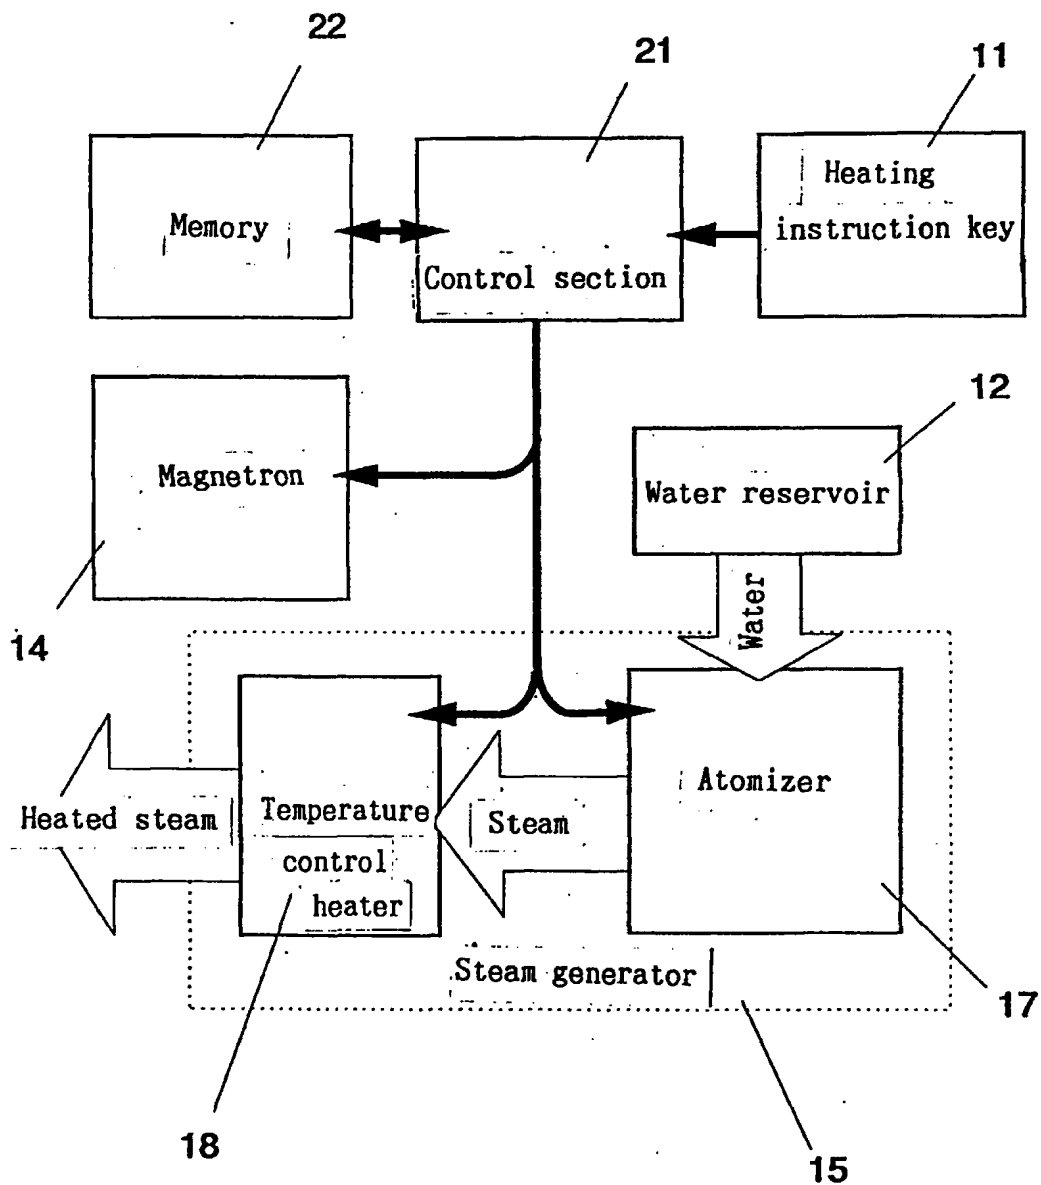 22
21
11
Memory
Control section
Heating
instruction key
12
Magnetron
Water reservoir
14
Water
Heated steam
Temperature
control
heater
Steam
Atomizer
Steam generator
17
18
15